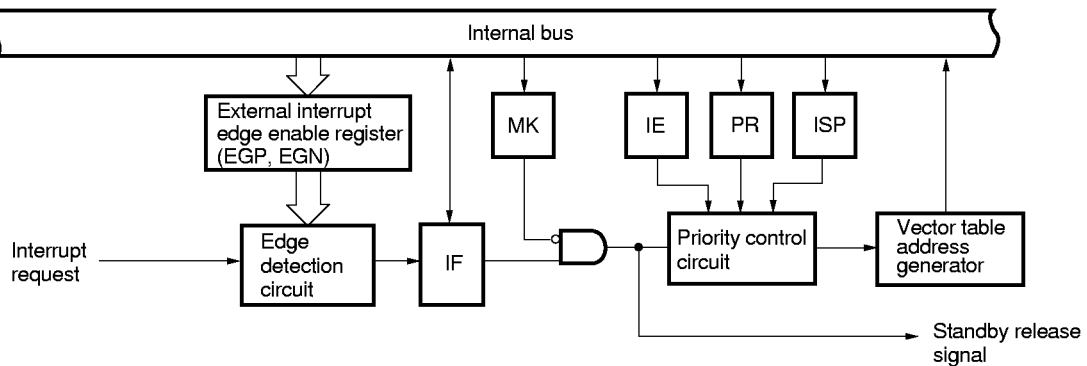 Internal bus
External interrupt
edge enable register
(EGP, EGN)
MK
IE
PR
ISP
Interrupt
request
Edge
detection
circuit
IF
Priority control
circuit
Vector table
address
generator
Standby release
signal